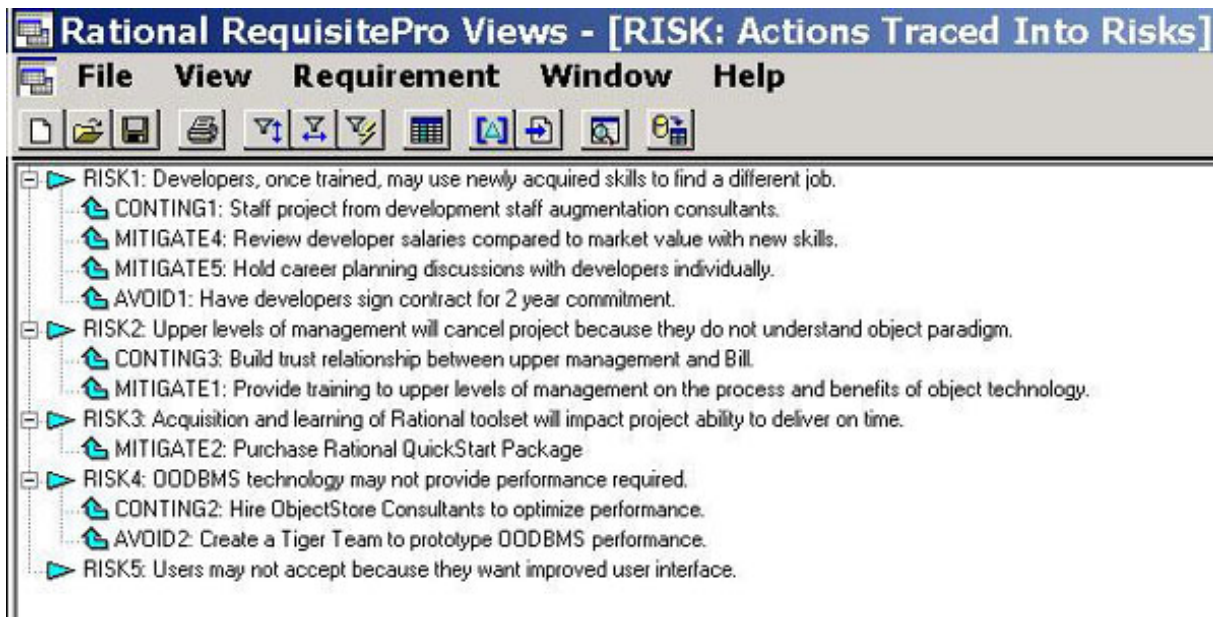 Rational RequisitePro Views - [RISK: Actions Traced Into Risks]
File View Requirement Window Help
RISK1: Developers, once trained, may use newly acquired skills to find a different job.
CONTING1: Staff project from development staff augmentation consultants.
MITIGATE4: Review developer salaries compared to market value with new skills.
MITIGATE5: Hold career planning discussions with developers individually.
AVOID1: Have developers sign contract for 2 year commitment.
RISK2: Upper levels of management will cancel project because they do not understand object paradigm.
CONTING3: Build trust relationship between upper management and Bill.
MITIGATE1: Provide training to upper levels of management on the process and benefits of object technology.
RISK3: Acquisition and learning of Rational toolset will impact project ability to deliver on time.
MITIGATE2: Purchase Rational QuickStart Package
RISK4: OODBMS technology may not provide performance required.
CONTING2: Hire ObjectStore Consultants to optimize performance.
AVOID2: Create a Tiger Team to prototype OODBMS performance.
RISK5: Users may not accept because they want improved user interface.